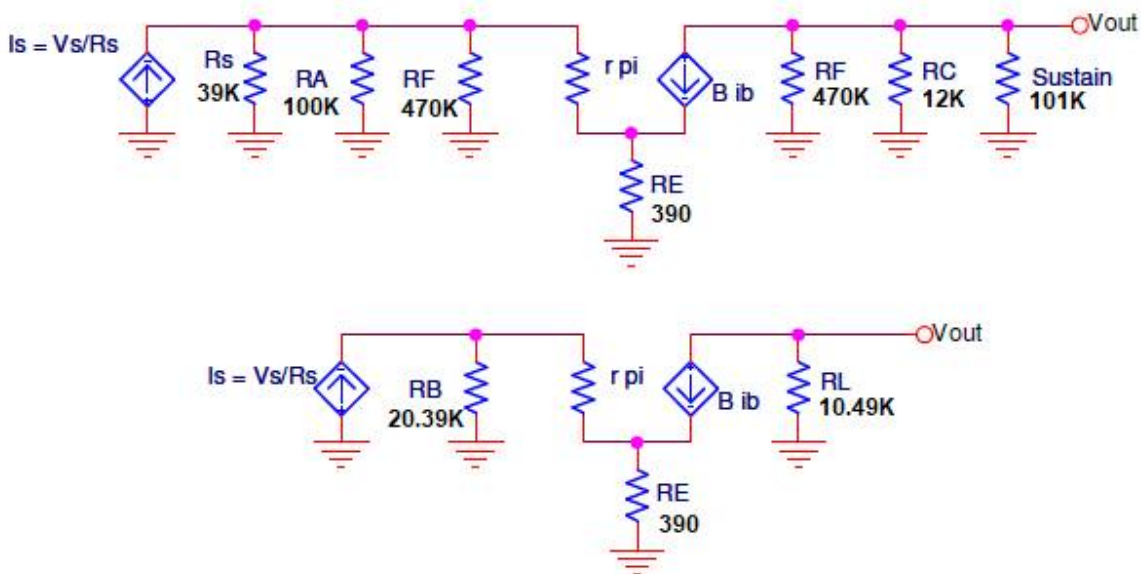 Is = Vs/Rs
Rs
39K
RA
100K
RF
470K
r pi
B ib
RF
470K
RC
12K
Sustain
101K
Vout
RE
390
Is = Vs/Rs
RB
20.39K
r pi
B ib
RL
10.49K
Vout
RE
390